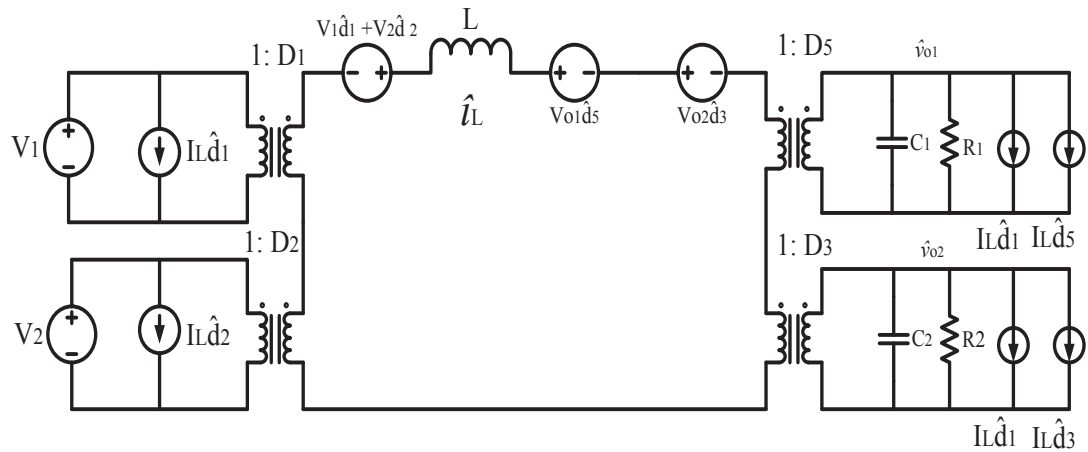 V1d̂1 +V2d̂ 2
L
1: D1
1: D5
v̂o1
îL
Vo1d̂5
Vo2d̂3
V1
ILd̂1
C1
R1
ILd̂1
ILd̂5
1: D2
1: D3
v̂o2
V2
ILd̂2
C2
R2
ILd̂1
ILd̂3